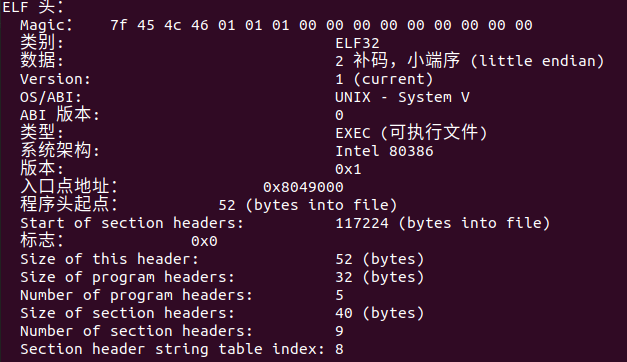 ELF 头：
Magic： 7f 45 4c 46 01 01 01 00 00 00 00 00 00 00 00 00
类别: ELF32
数据: 2 补码，小端序 (little endian)
Version: 1 (current)
OS/ABI: UNIX - System V
ABI 版本: 0
类型: EXEC (可执行文件)
系统架构: Intel 80386
版本: 0x1
入口点地址： 0x8049000
程序头起点： 52 (bytes into file)
Start of section headers: 117224 (bytes into file)
标志： 0x0
Size of this header: 52 (bytes)
Size of program headers: 32 (bytes)
Number of program headers: 5
Size of section headers: 40 (bytes)
Number of section headers: 9
Section header string table index: 8